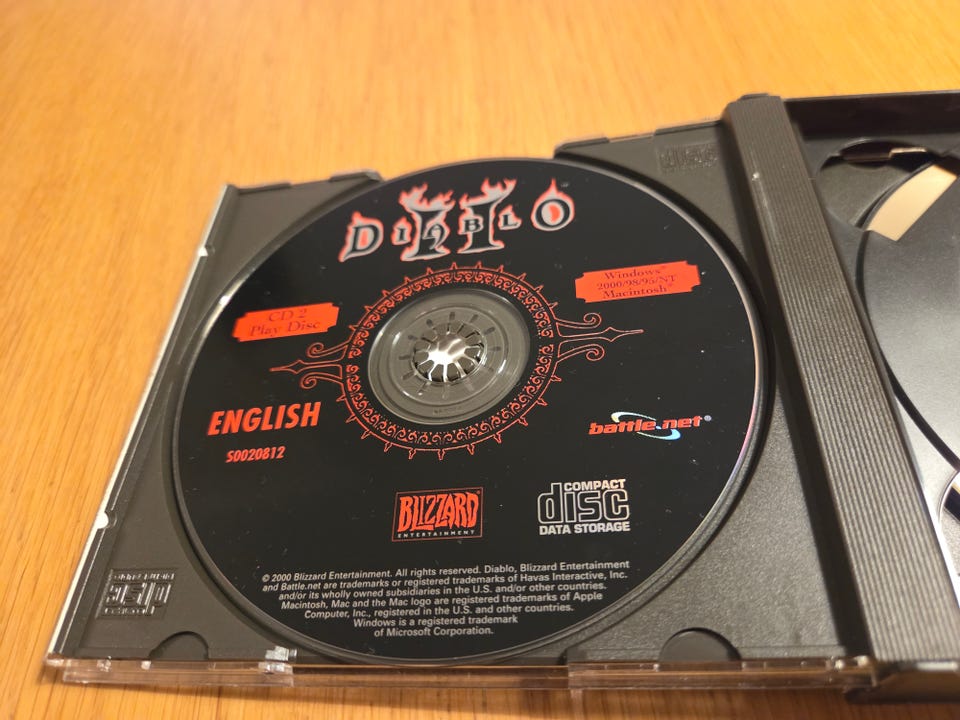 DIABLO II
Windows®
2000/98/95/NT
Macintosh®
CD 2
Play Disc
ENGLISH
S0020812
battle.net®
BLIZZARD®
ENTERTAINMENT
COMPACT
disc
DATA STORAGE
© 2000 Blizzard Entertainment. All rights reserved. Diablo, Blizzard Entertainment
and Battle.net are trademarks or registered trademarks of Havas Interactive, Inc.
and/or its wholly owned subsidiaries in the U.S. and/or other countries.
Macintosh, Mac and the Mac logo are registered trademarks of Apple
Computer, Inc., registered in the U.S. and other countries.
Windows is a registered trademark
of Microsoft Corporation.
disc